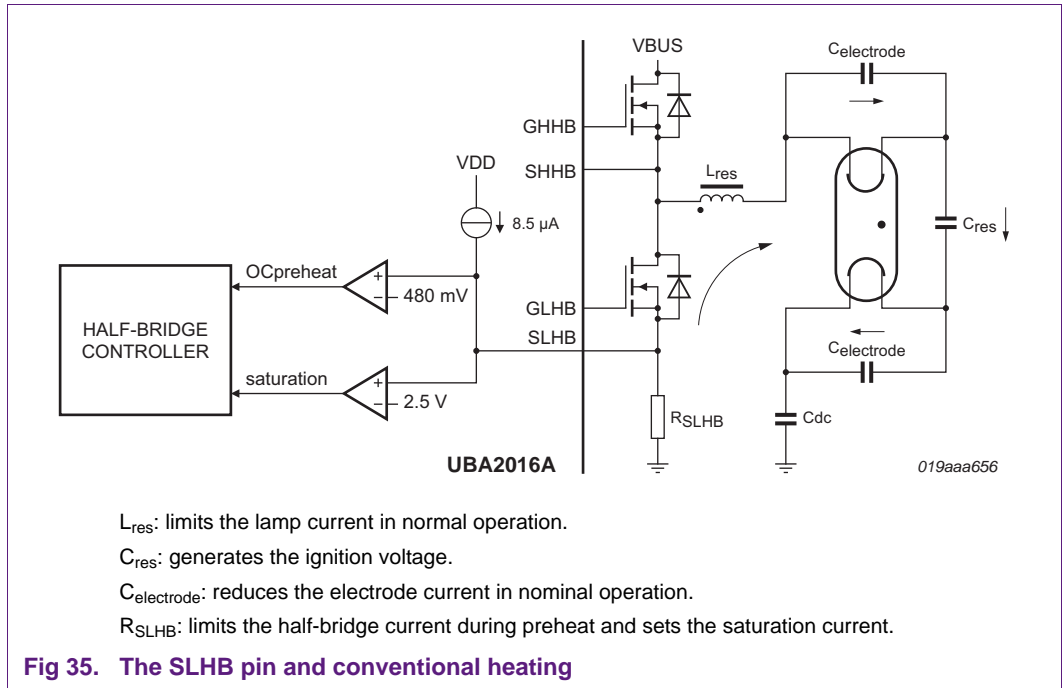 VBUS
Celectrode
GHHB
VDD
SHHB
Lres
8.5 μA
Cres
OCpreheat
+
− 480 mV
GLHB
HALF-BRIDGE
CONTROLLER
SLHB
Celectrode
saturation
+
− 2.5 V
RSLHB
Cdc
UBA2016A
019aaa656
Lres: limits the lamp current in normal operation.
Cres: generates the ignition voltage.
Celectrode: reduces the electrode current in nominal operation.
RSLHB: limits the half-bridge current during preheat and sets the saturation current.
Fig 35. The SLHB pin and conventional heating